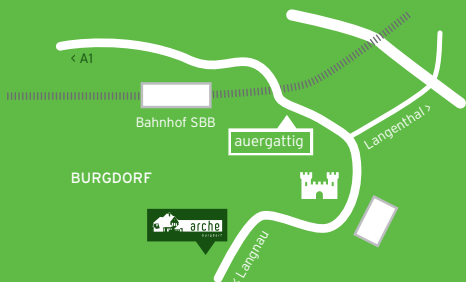 ‹ A1
Bahnhof SBB
auergattig
Langenthal ›
BURGDORF
arche
‹ Langnau